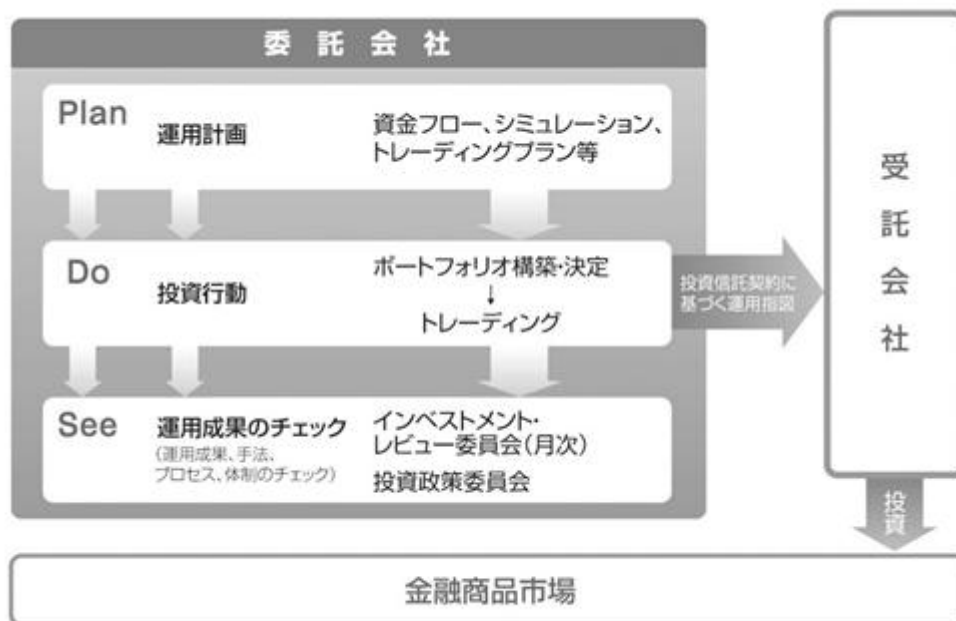 委託会社
Plan
運用計画
資金フロー、シミュレーション、
トレーディングプラン等
Do
投資行動
ポートフォリオ構築・決定
↓
トレーディング
投資信託契約に
基づく運用指図
See
運用成果のチェック
(運用成果、手法、
プロセス、体制のチェック)
インベストメント・
レビュー委員会(月次)
投資政策委員会
受託会社
投資
金融商品市場